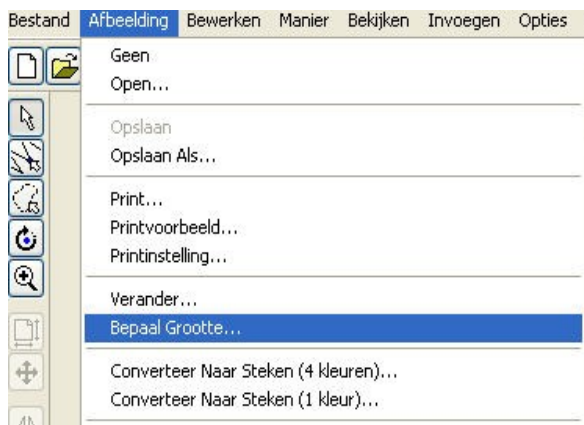 Bestand Afbeelding Bewerken Manier Bekijken Invoegen Opties
Geen
Open...
Opslaan
Opslaan Als...
Print...
Printvoorbeeld...
Printinstelling...
Verander...
Bepaal Grootte...
Converteer Naar Steken (4 kleuren)...
Converteer Naar Steken (1 kleur)...